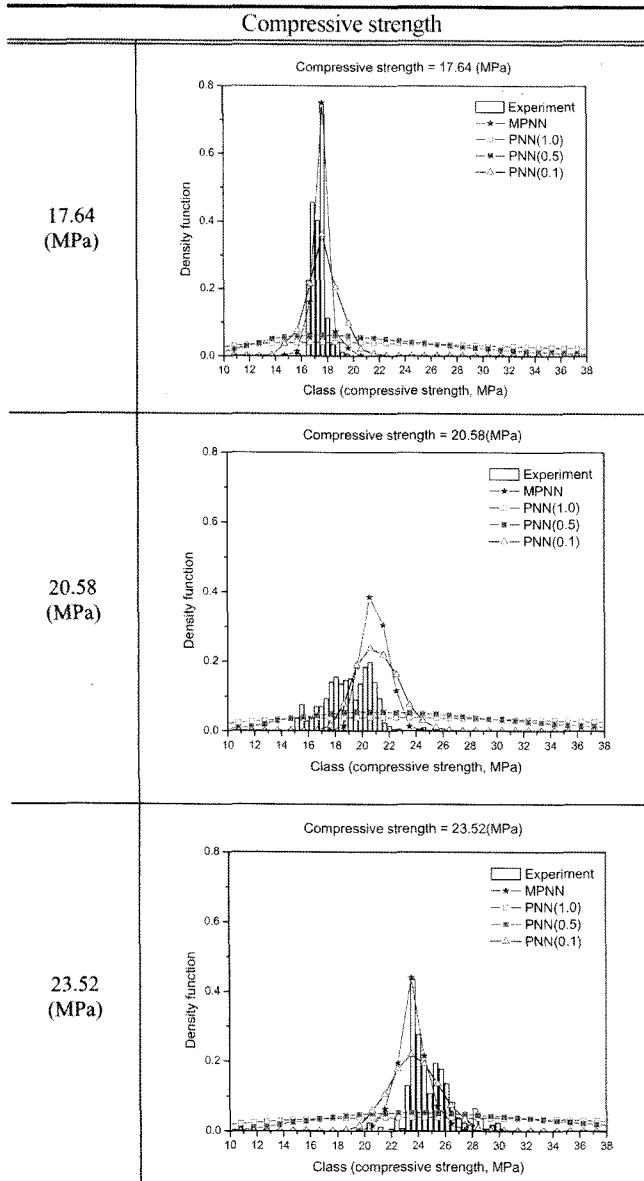 Compressive strength
17.64
(MPa)
Compressive strength = 17.64 (MPa)
Density function
0.8
0.6
0.4
0.2
0.0
Experiment
MPNN
PNN(1.0)
PNN(0.5)
PNN(0.1)
10 12 14 16 18 20 22 24 26 28 30 32 34 36 38
Class (compressive strength, MPa)
20.58
(MPa)
Compressive strength = 20.58(MPa)
Density function
0.8
0.6
0.4
0.2
0.0
Experiment
MPNN
PNN(1.0)
PNN(0.5)
PNN(0.1)
10 12 14 16 18 20 22 24 26 28 30 32 34 36 38
Class (compressive strength, MPa)
23.52
(MPa)
Compressive strength = 23.52(MPa)
Density function
0.8
0.6
0.4
0.2
0.0
Experiment
MPNN
PNN(1.0)
PNN(0.5)
PNN(0.1)
10 12 14 16 18 20 22 24 26 28 30 32 34 36 38
Class (compressive strength, MPa)